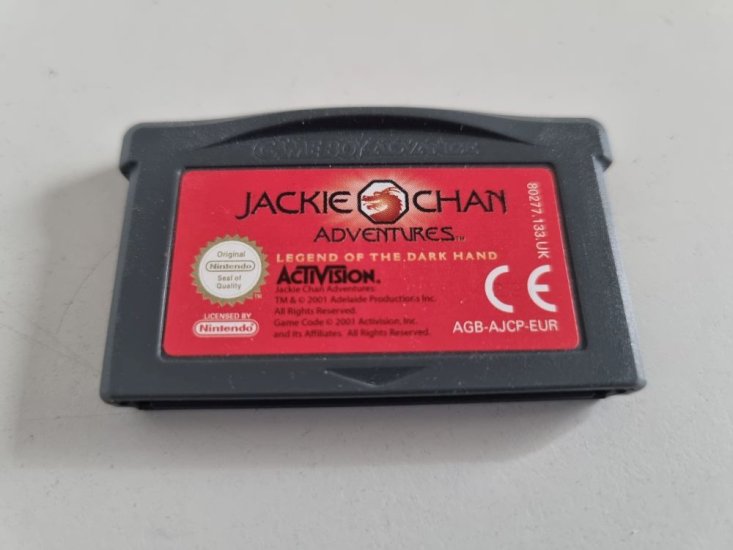 GAME BOY ADVANCE
JACKIE CHAN
ADVENTURES™
LEGEND OF THE DARK HAND
Original
Nintendo
Seal of
Quality
TM
LICENSED BY
Nintendo
ACTIVISION.
Jackie Chan Adventures:
TM & © 2001 Adelaide Productions Inc.
All Rights Reserved.
Game Code © 2001 Activision, Inc.
and its Affiliates. All Rights Reserved.
CE
AGB-AJCP-EUR
80277.133.UK